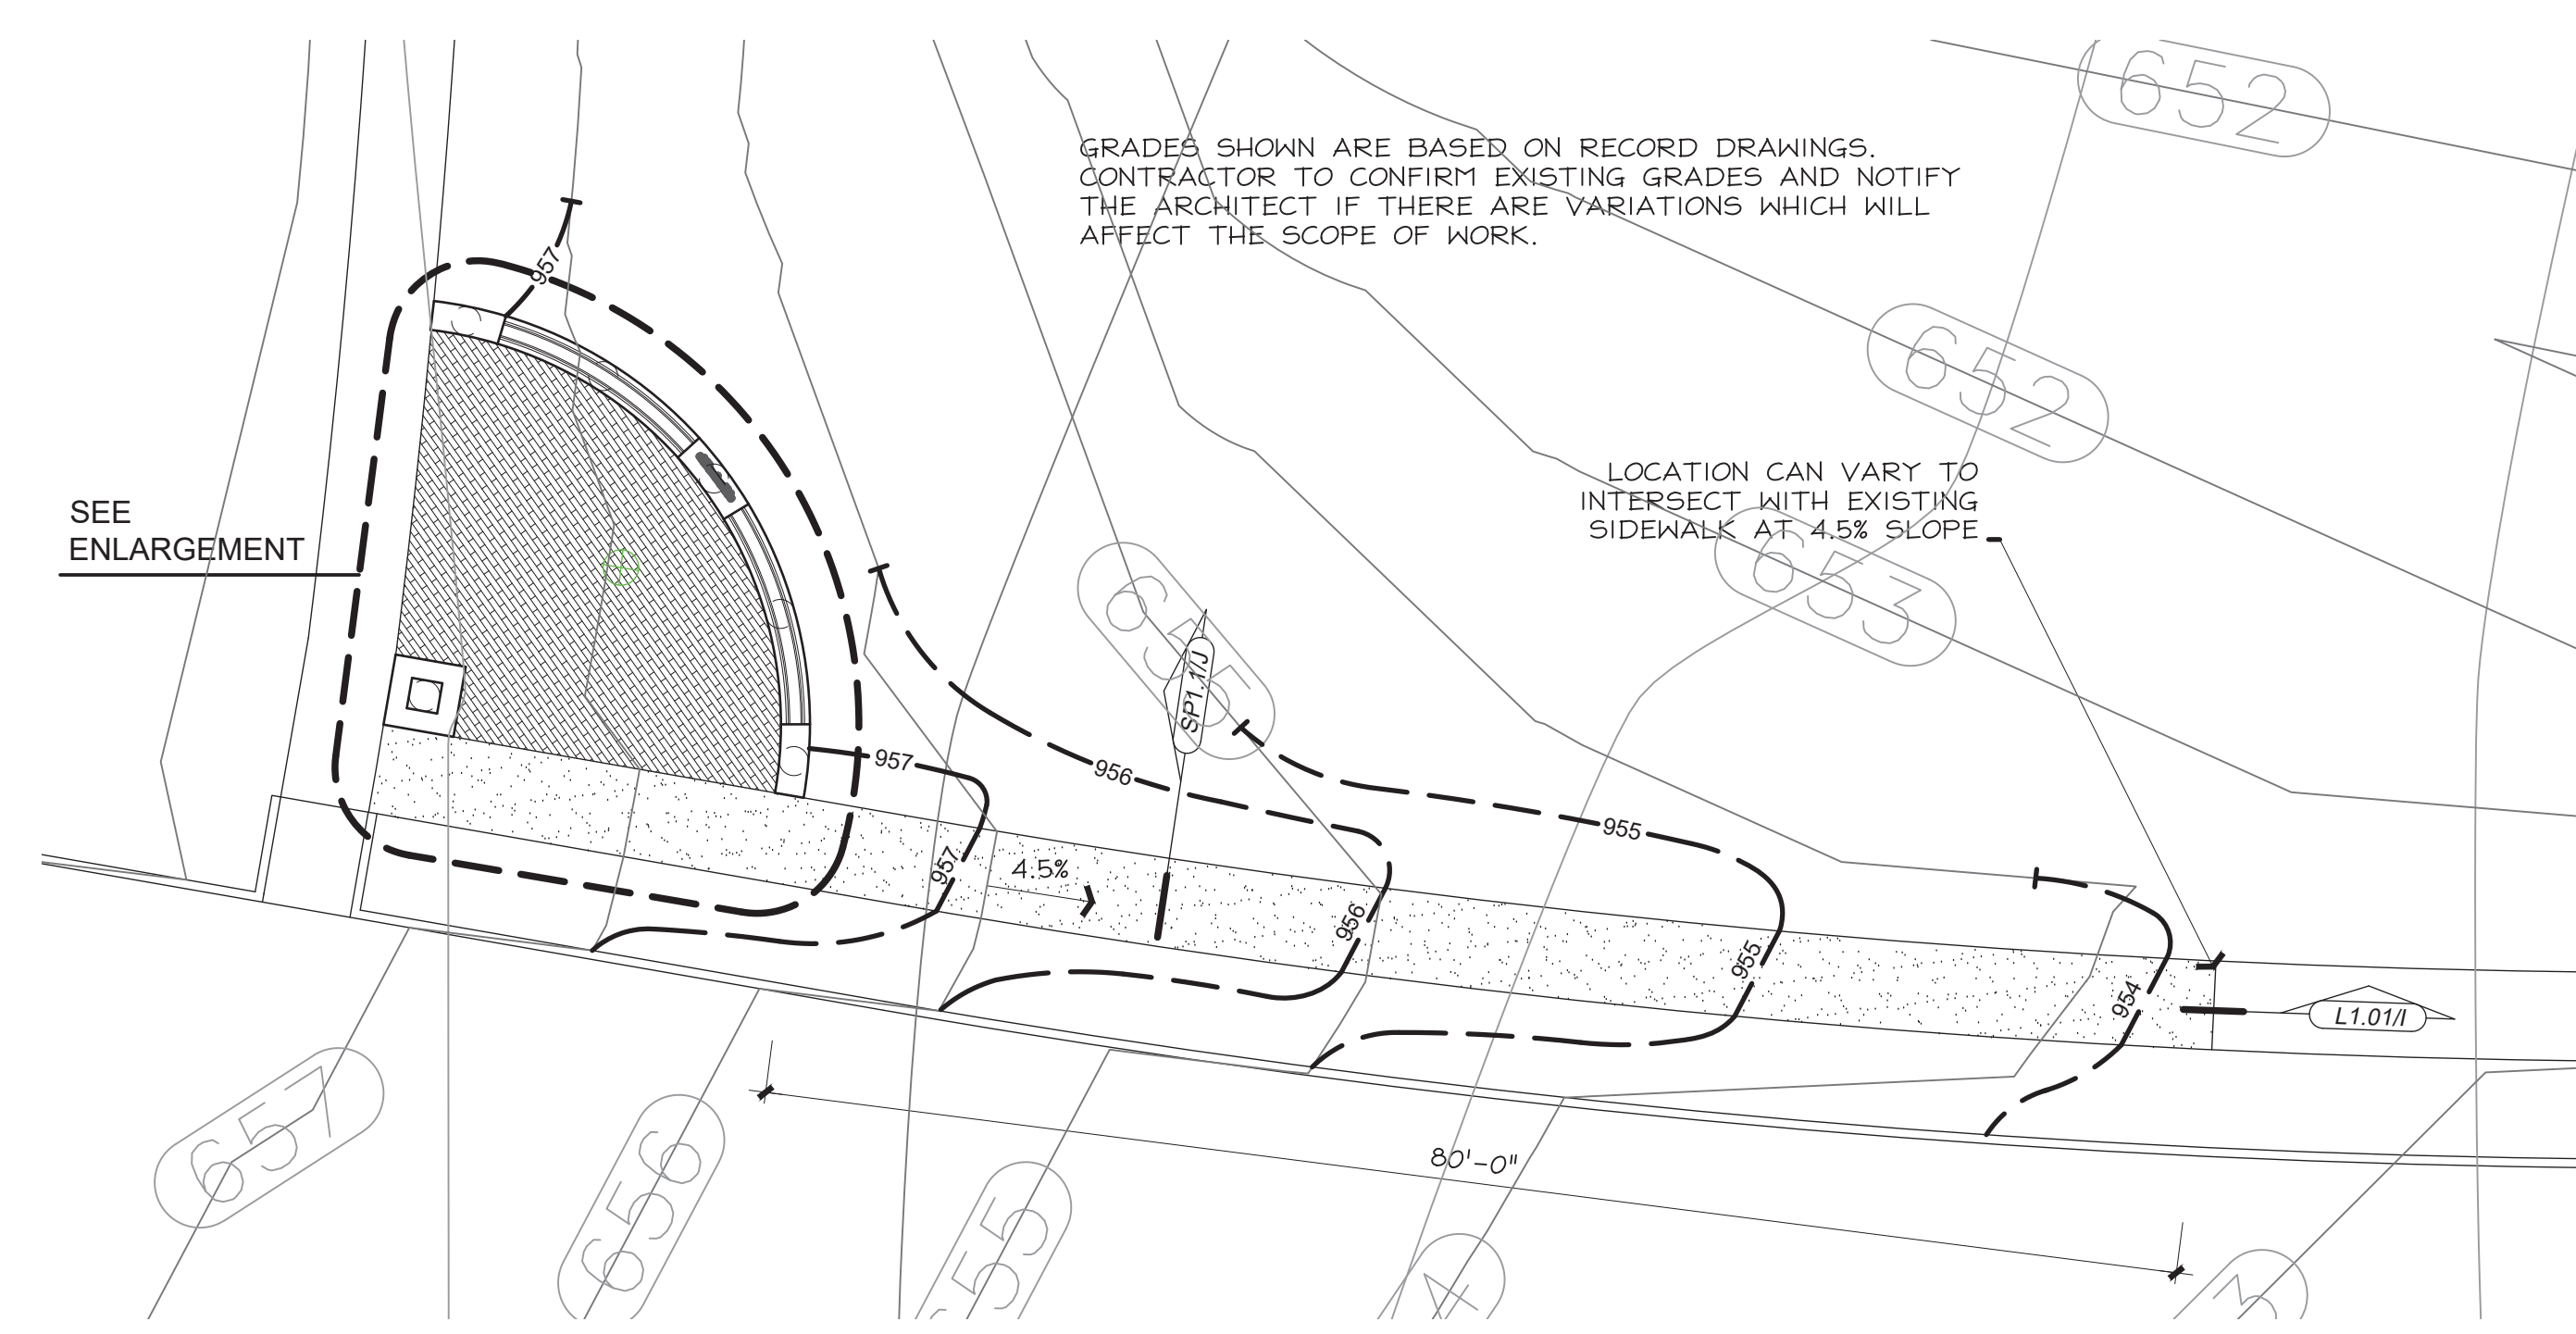 652
GRADES SHOWN ARE BASED ON RECORD DRAWINGS.
CONTRACTOR TO CONFIRM EXISTING GRADES AND NOTIFY
THE ARCHITECT IF THERE ARE VARIATIONS WHICH WILL
AFFECT THE SCOPE OF WORK.
957
652
LOCATION CAN VARY TO
INTERSECT WITH EXISTING
SIDEWALK AT 4.5% SLOPE
SEE
ENLARGEMENT
653
655
SP1.1/J
957
956
955
957
4.5%
956
955
954
L1.01/I
657
656
80'-0"
655
4
3